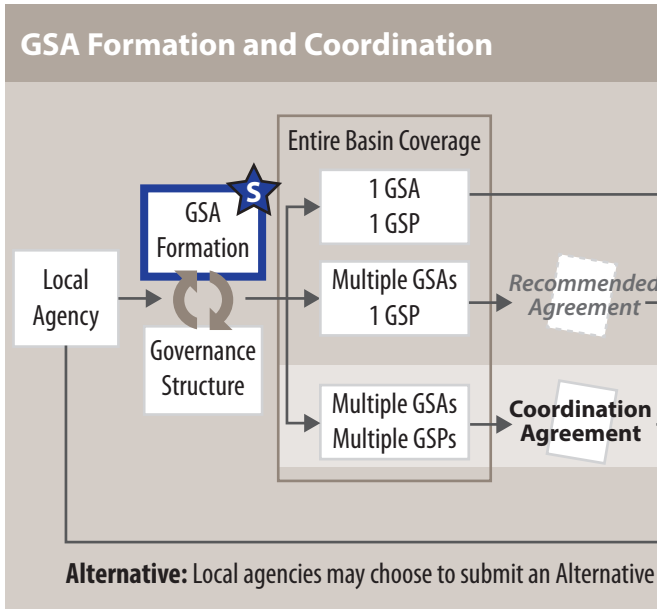 GSA Formation and Coordination
Entire Basin Coverage
S
GSA
Formation
Local
Agency
Governance
Structure
1 GSA
1 GSP
Multiple GSAs
1 GSP
Recommended
Agreement
Multiple GSAs
Multiple GSPs
Coordination
Agreement
Alternative: Local agencies may choose to submit an Alternative